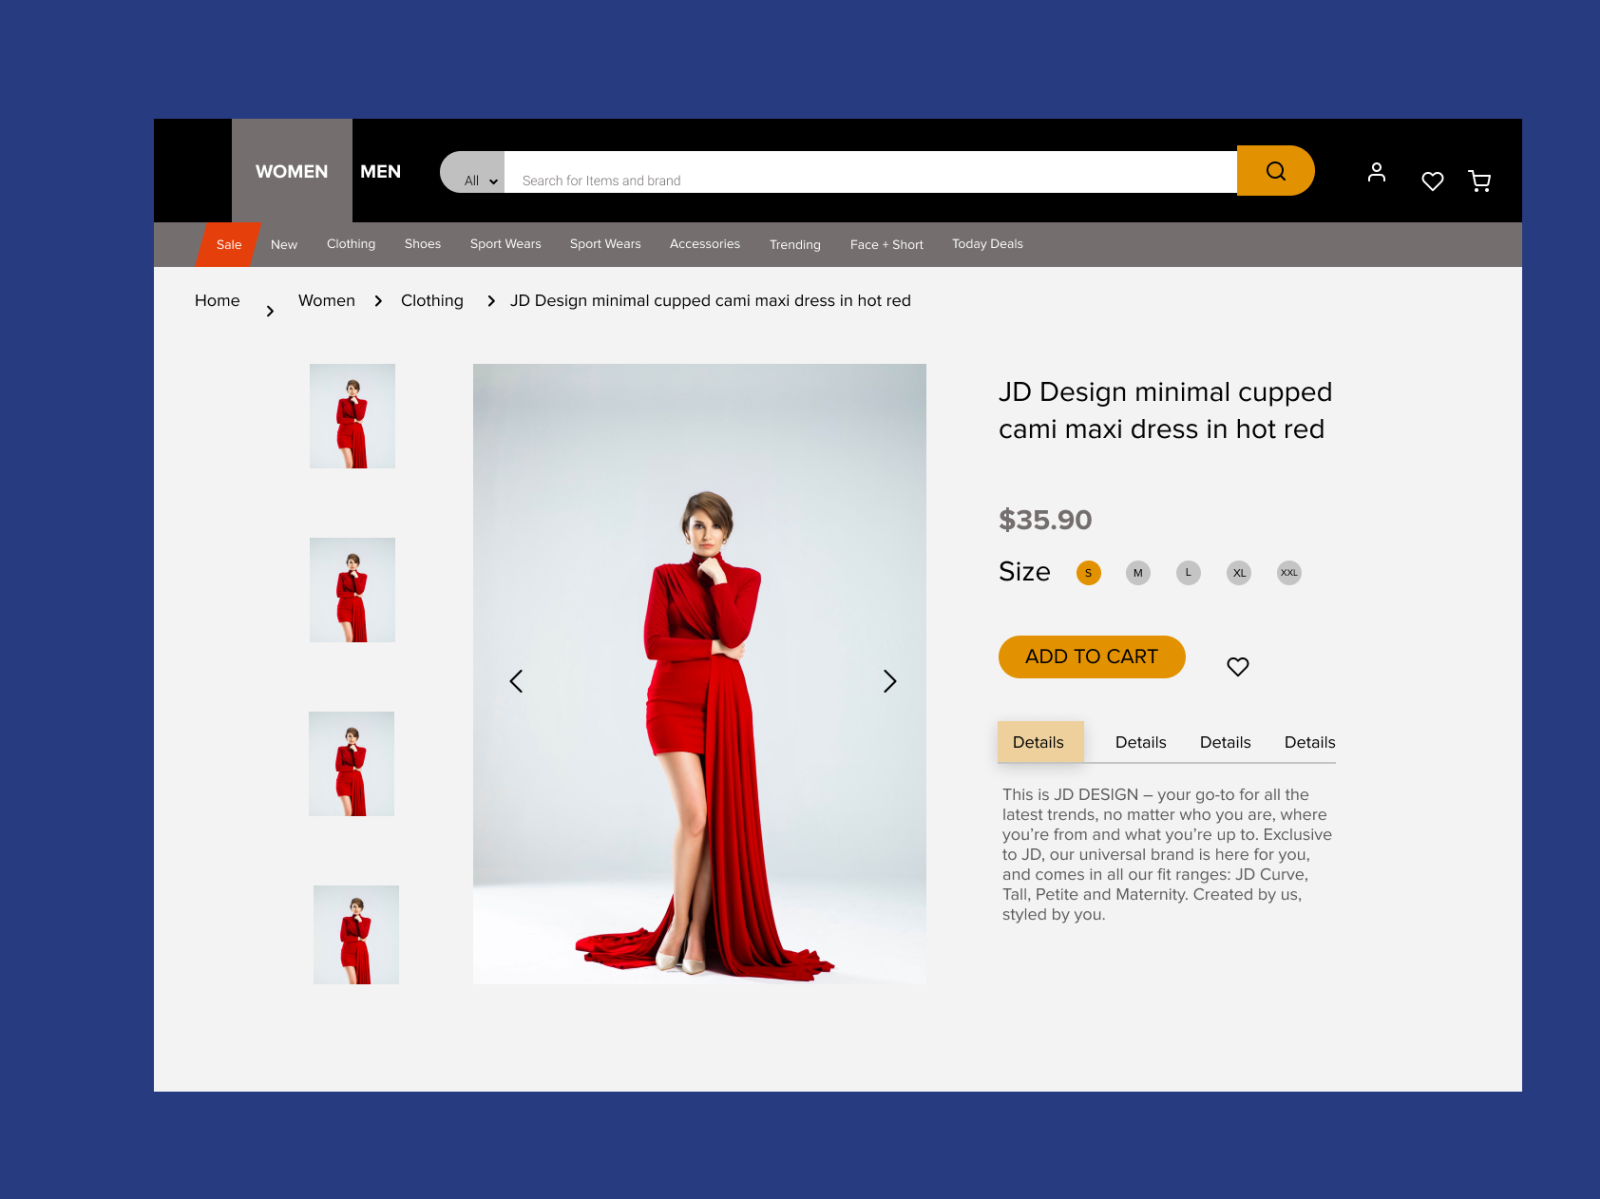 WOMEN MEN All Search for Items and brand
Sale New Clothing Shoes Sport Wears Sport Wears Accessories Trending Face + Short Today Deals
Home Women Clothing JD Design minimal cupped cami maxi dress in hot red
JD Design minimal cupped
cami maxi dress in hot red
$35.90
Size S M L XL XXL
ADD TO CART
Details Details Details Details
This is JD DESIGN – your go-to for all the
latest trends, no matter who you are, where
you’re from and what you’re up to. Exclusive
to JD, our universal brand is here for you,
and comes in all our fit ranges: JD Curve,
Tall, Petite and Maternity. Created by us,
styled by you.